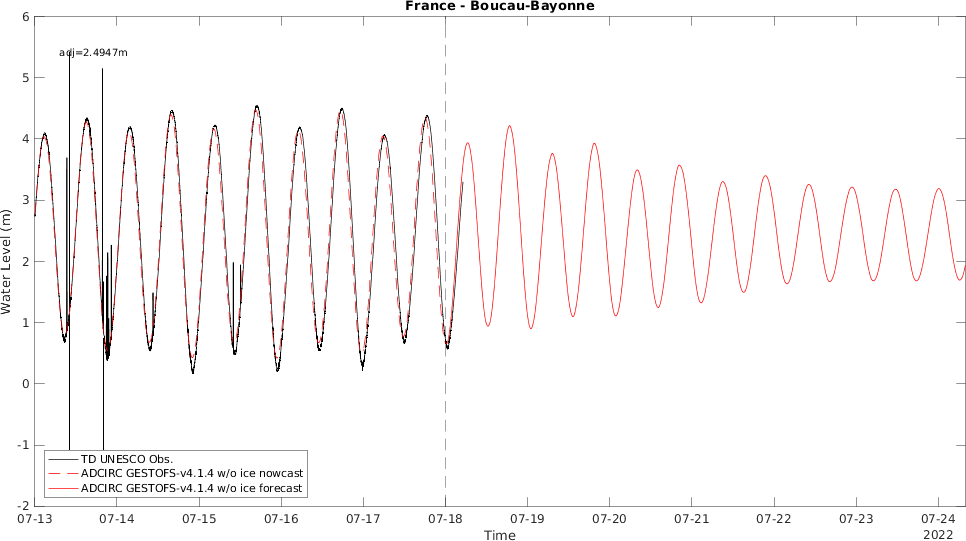 France - Boucau-Bayonne
adj=2.4947m
6
5
4
3
2
1
0
-1
-2
Water Level (m)
TD UNESCO Obs.
ADCIRC GESTOFS-v4.1.4 w/o ice nowcast
ADCIRC GESTOFS-v4.1.4 w/o ice forecast
07-13 07-14 07-15 07-16 07-17 07-18 07-19 07-20 07-21 07-22 07-23 07-24
Time
2022